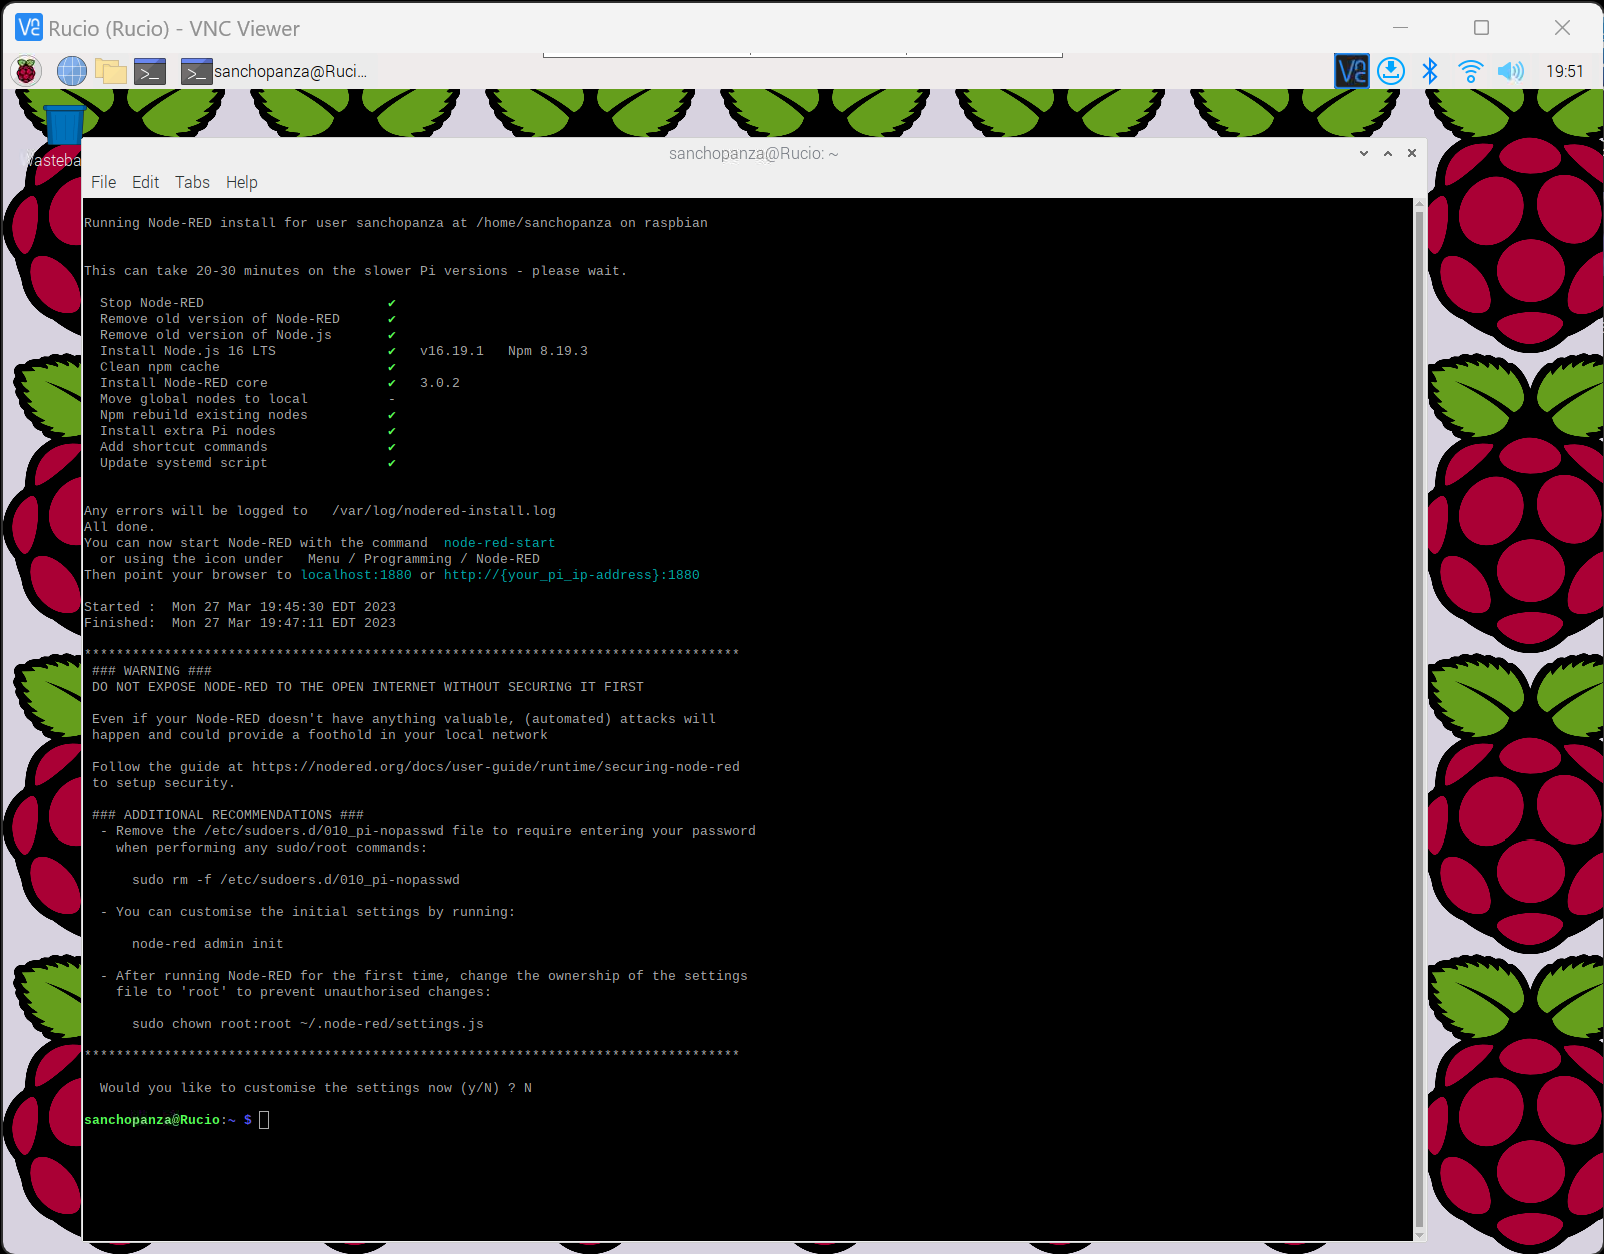 Rucio (Rucio) - VNC Viewer
sanchopanza@Ruci...
19:51
sanchopanza@Rucio: ~
File Edit Tabs Help
Running Node-RED install for user sanchopanza at /home/sanchopanza on raspbian
This can take 20-30 minutes on the slower Pi versions - please wait.
Stop Node-RED ✔
Remove old version of Node-RED ✔
Remove old version of Node.js ✔
Install Node.js 16 LTS ✔ v16.19.1 Npm 8.19.3
Clean npm cache ✔
Install Node-RED core ✔ 3.0.2
Move global nodes to local -
Npm rebuild existing nodes ✔
Install extra Pi nodes ✔
Add shortcut commands ✔
Update systemd script ✔
Any errors will be logged to /var/log/nodered-install.log
All done.
You can now start Node-RED with the command node-red-start
or using the icon under Menu / Programming / Node-RED
Then point your browser to localhost:1880 or http://{your_pi_ip-address}:1880
Started : Mon 27 Mar 19:45:30 EDT 2023
Finished: Mon 27 Mar 19:47:11 EDT 2023
**********************************************************************************
### WARNING ###
DO NOT EXPOSE NODE-RED TO THE OPEN INTERNET WITHOUT SECURING IT FIRST
Even if your Node-RED doesn't have anything valuable, (automated) attacks will
happen and could provide a foothold in your local network
Follow the guide at https://nodered.org/docs/user-guide/runtime/securing-node-red
to setup security.
### ADDITIONAL RECOMMENDATIONS ###
- Remove the /etc/sudoers.d/010_pi-nopasswd file to require entering your password
when performing any sudo/root commands:
sudo rm -f /etc/sudoers.d/010_pi-nopasswd
- You can customise the initial settings by running:
node-red admin init
- After running Node-RED for the first time, change the ownership of the settings
file to 'root' to prevent unauthorised changes:
sudo chown root:root ~/.node-red/settings.js
**********************************************************************************
Would you like to customise the settings now (y/N) ? N
sanchopanza@Rucio:~ $